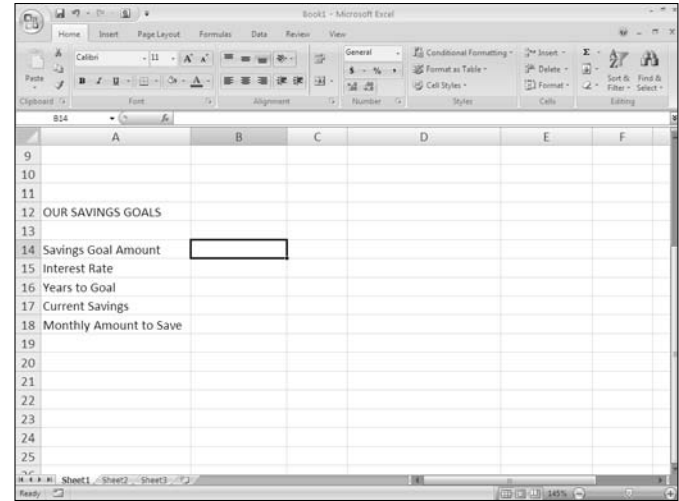 Book1 - Microsoft Excel
Home Insert Page Layout Formulas Data Review View
Paste
Calibri 11 A A
B I U A
General
$ % ,
Conditional Formatting
Format as Table
Cell Styles
Insert
Delete
Format
Σ
Sort & Filter
Find & Select
Clipboard Font Alignment Number Styles Cells Editing
B14 fx
A B C D E F
9
10
11
12 OUR SAVINGS GOALS
13
14 Savings Goal Amount
15 Interest Rate
16 Years to Goal
17 Current Savings
18 Monthly Amount to Save
19
20
21
22
23
24
25
Sheet1 Sheet2 Sheet3
Ready 145%